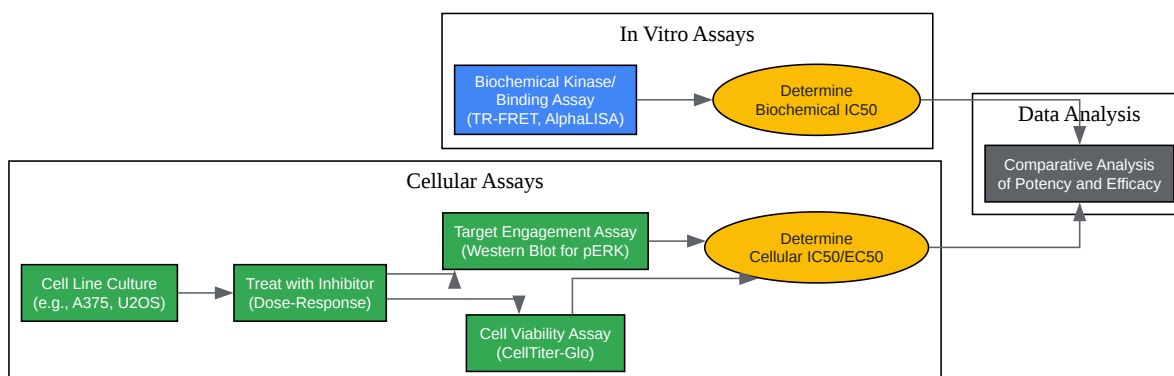 In Vitro Assays
Biochemical Kinase/
Binding Assay
(TR-FRET, AlphaLISA)
Determine
Biochemical IC50
Data Analysis
Comparative Analysis
of Potency and Efficacy
Cellular Assays
Cell Line Culture
(e.g., A375, U2OS)
Treat with Inhibitor
(Dose-Response)
Target Engagement Assay
(Western Blot for pERK)
Cell Viability Assay
(CellTiter-Glo)
Determine
Cellular IC50/EC50